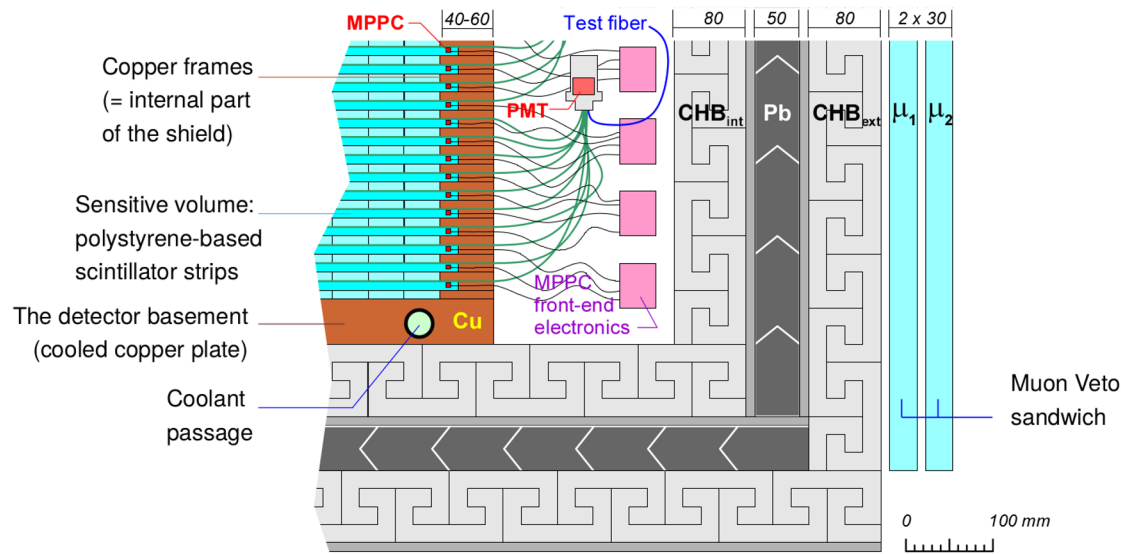 MPPC
40-60
Test fiber
80
50
80
2 x 30
Copper frames
(= internal part
of the shield)
PMT
CHBint
Pb
CHBext
μ1
μ2
Sensitive volume:
polystyrene-based
scintillator strips
MPPC
front-end
electronics
The detector basement
(cooled copper plate)
Cu
Coolant
passage
Muon Veto
sandwich
0
100 mm